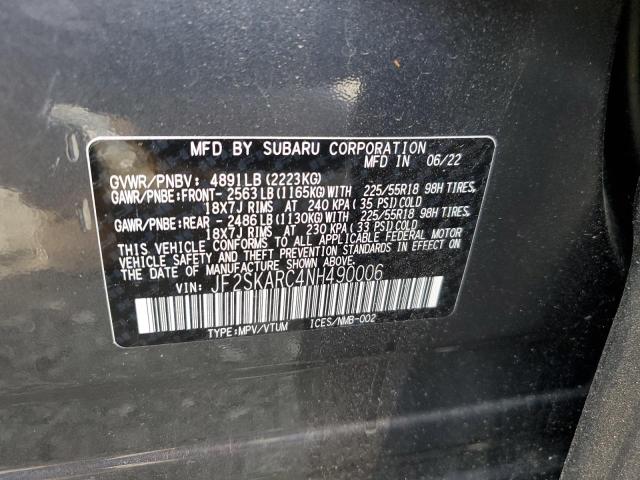 MFD BY SUBARU CORPORATION
MFD IN 06/22
GVWR/PNBV: 4891LB (2223KG)
GAWR/PNBE:FRONT- 2563LB (1165KG)WITH 225/55R18 98H TIRES,
18X7J RIMS AT 240 KPA ( 35 PSI)COLD
GAWR/PNBE:REAR - 2486LB (1130KG)WITH 225/55R18 98H TIRES,
18X7J RIMS AT 230 KPA ( 33 PSI)COLD
THIS VEHICLE CONFORMS TO ALL APPLICABLE FEDERAL MOTOR
VEHICLE SAFETY AND THEFT PREVENTION STANDARDS IN EFFECT ON
THE DATE OF MANUFACTURE SHOWN ABOVE.
VIN: JF2SKARC4NH490006
TYPE:MPV/VTUM ICES/NMB-002